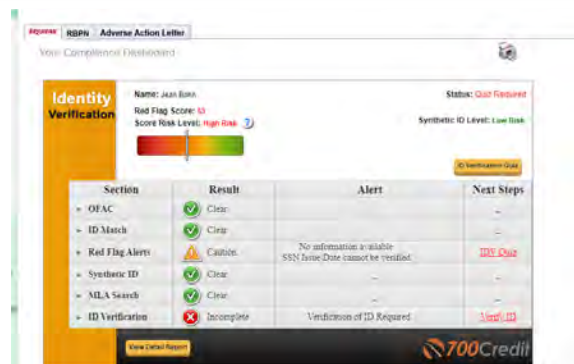 Equifax RBPN Adverse Action Letter
Your Compliance Dashboard
Identity
Verification
Name:
Status: Quiz Required
Red Flag
Score:
Score Risk Level: High Risk ?
Synthetic ID Level: Low Risk
ID Verification Quiz
Section Result Alert Next Steps
OFAC Clear -- --
ID Match Clear
Red Flag Alerts Caution No information available IDV Quiz
SSN Issue Date cannot be verified
Synthetic ID Clear -- --
MLA Search Clear -- --
ID Verification Incomplete Verification of ID Required Verify ID
View Detail Report
700Credit